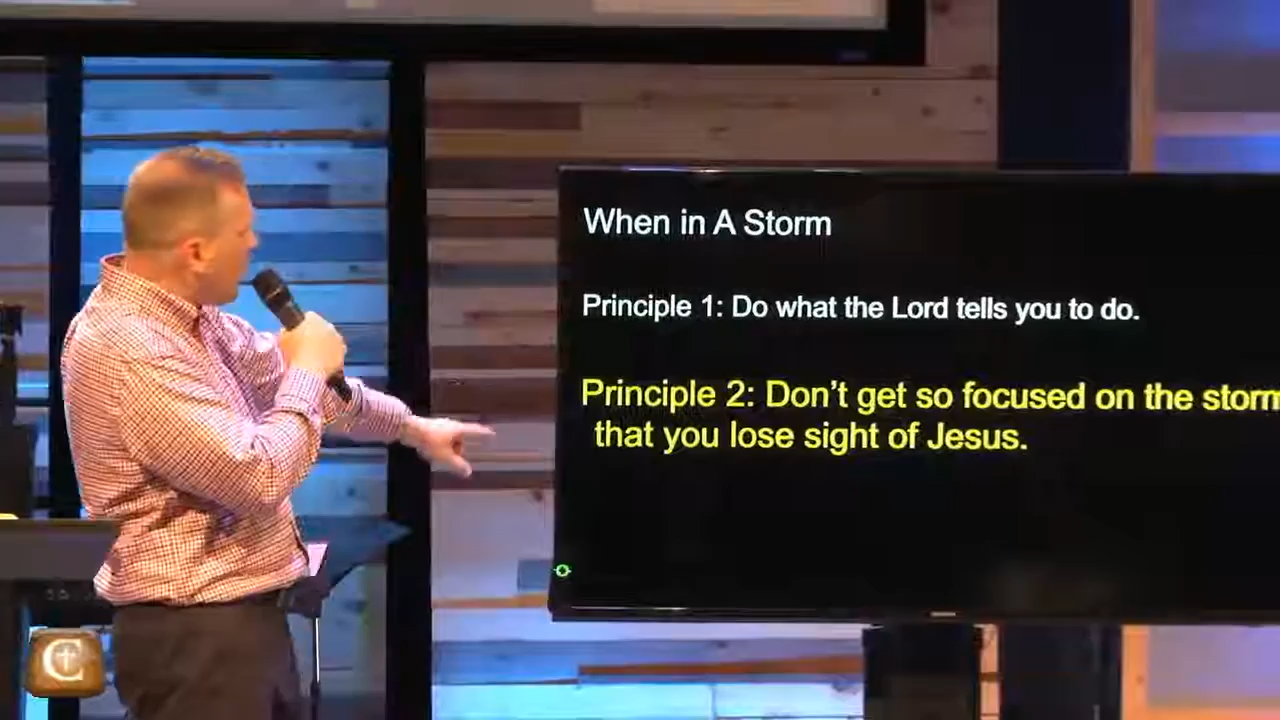 When in A Storm
Principle 1: Do what the Lord tells you to do.
Principle 2: Don't get so focused on the storm
that you lose sight of Jesus.
C